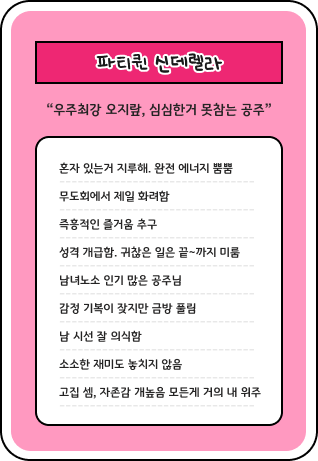 파티퀸 신데렐라
“우주최강 오지랖, 심심한거 못참는 공주”
혼자 있는거 지루해. 완전 에너지 뿜뿜
무도회에서 제일 화려함
즉흥적인 즐거움 추구
성격 개급함. 귀찮은 일은 끝~까지 미룸
남녀노소 인기 많은 공주님
감정 기복이 잦지만 금방 풀림
남 시선 잘 의식함
소소한 재미도 놓치지 않음
고집 셈, 자존감 개높음 모든게 거의 내 위주